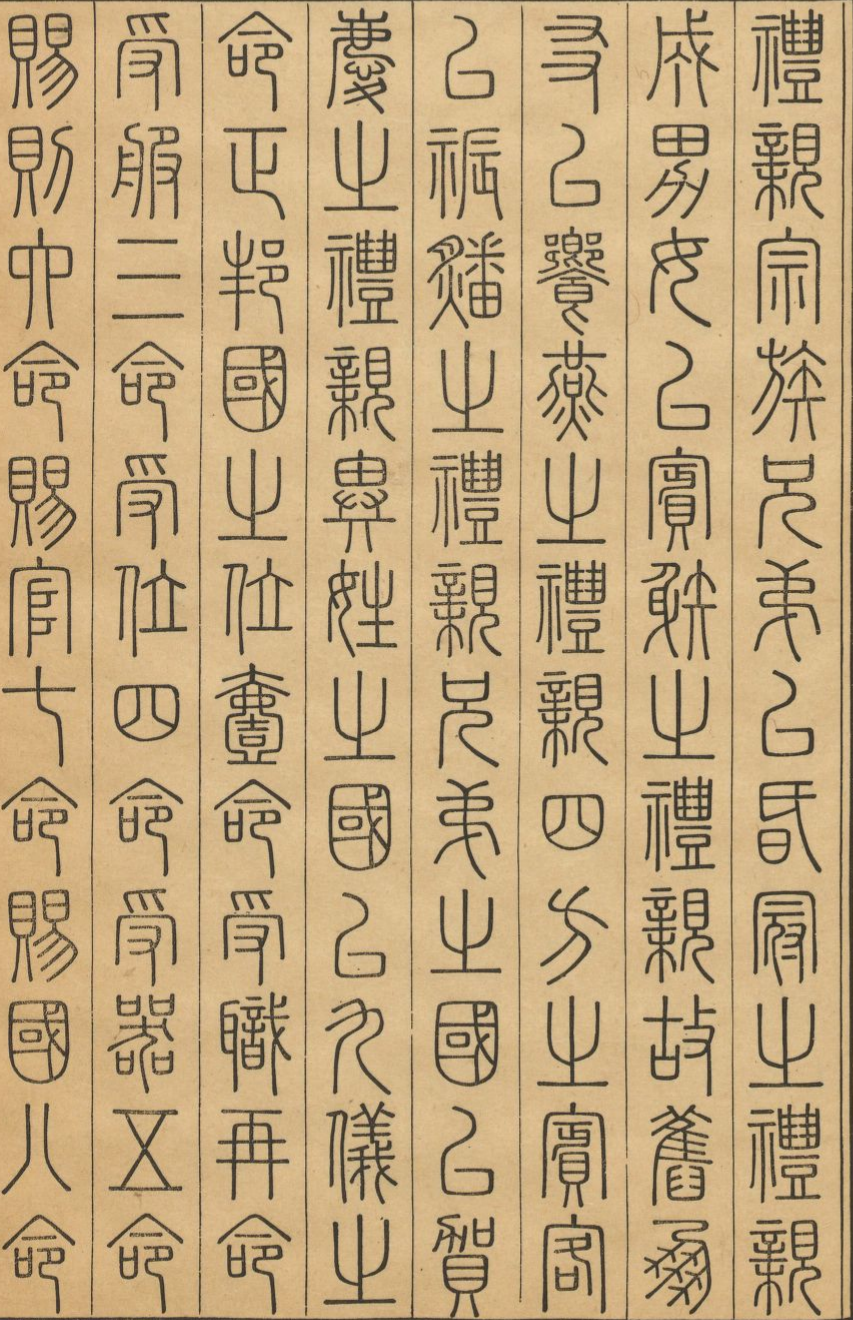 禮親宗族兄弟以昏冠之禮親
成男女以賓射之禮親故舊朋
友以饗燕之禮親四方之賓客
以祳膰之禮親兄弟之國以賀
慶之禮親異姓之國以九儀之
命正邦國之位壹命受職再命
受服三命受位四命受器五命
賜則六命賜官七命賜國八命